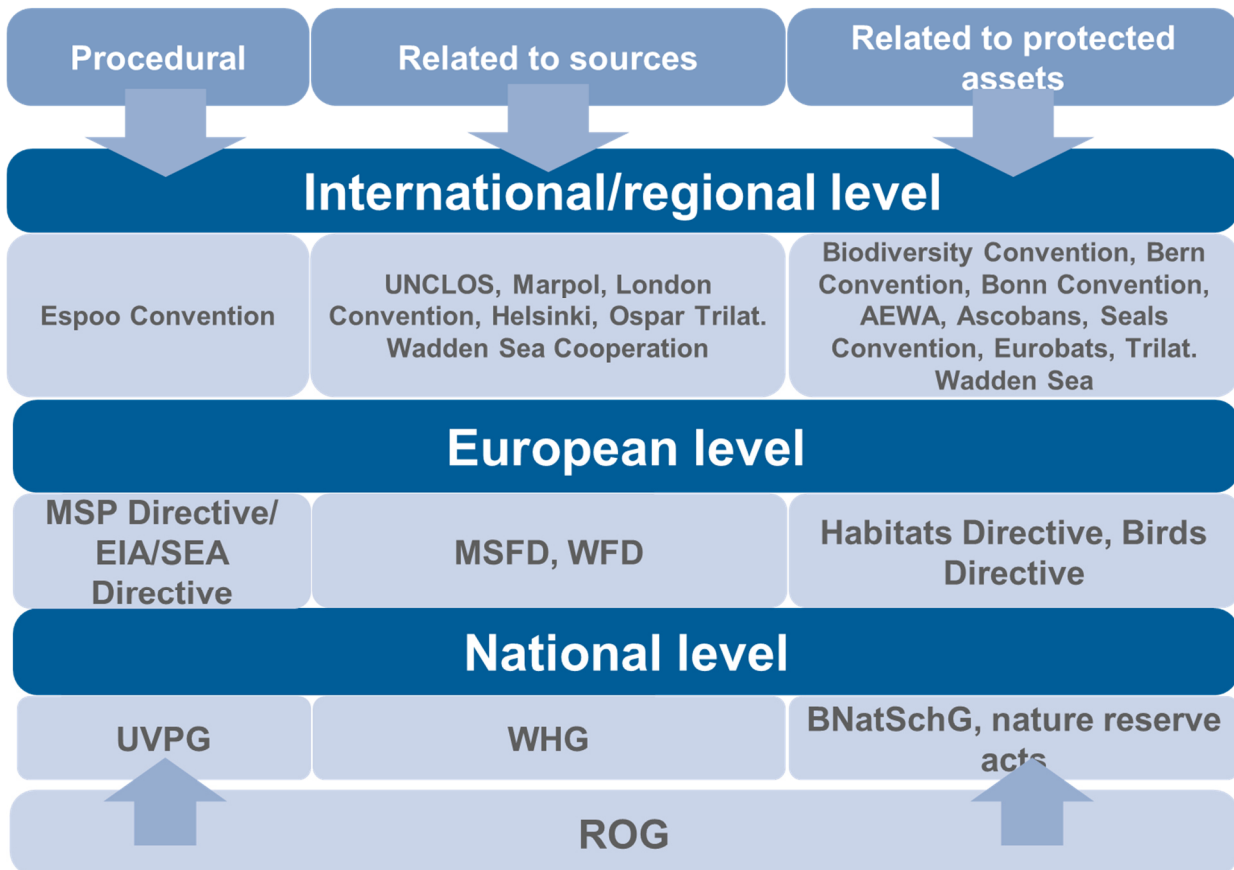 Procedural
Related to sources
Related to protected
assets
International/regional level
Espoo Convention
UNCLOS, Marpol, London
Convention, Helsinki, Ospar Trilat.
Wadden Sea Cooperation
Biodiversity Convention, Bern
Convention, Bonn Convention,
AEWA, Ascobans, Seals
Convention, Eurobats, Trilat.
Wadden Sea
European level
MSP Directive/
EIA/SEA
Directive
MSFD, WFD
Habitats Directive, Birds
Directive
National level
UVPG
WHG
BNatSchG, nature reserve
acts
ROG